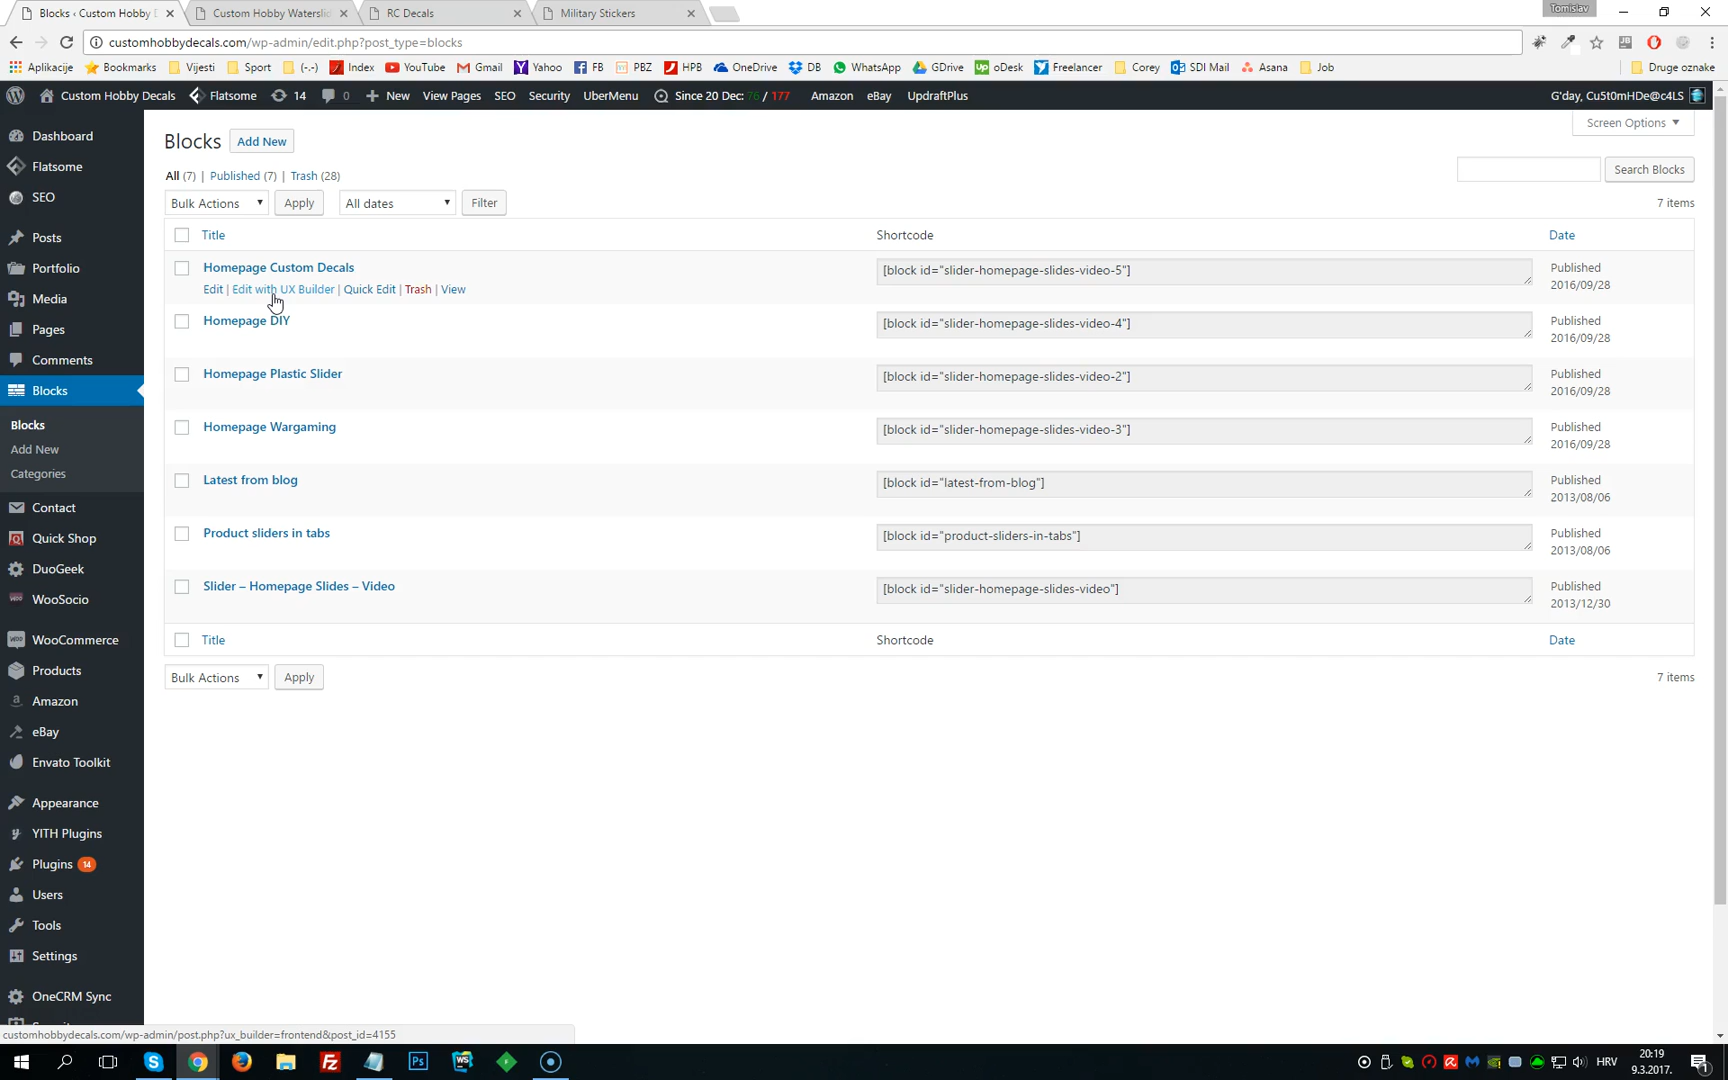 Blocks ‹ Custom Hobby D
Custom Hobby Waterslid
RC Decals
Military Stickers
Tomislav
customhobbydecals.com/wp-admin/edit.php?post_type=blocks
Aplikacije Bookmarks Vijesti Sport (-.-) Index YouTube Gmail Yahoo FB PBZ HPB OneDrive DB WhatsApp GDrive oDesk Freelancer Corey SDI Mail Asana Job Druge oznake
Custom Hobby Decals Flatsome 14 0 New View Pages SEO Security UberMenu Since 20 Dec: 76 / 177 Amazon eBay UpdraftPlus G'day, Cu5t0mHDe@c4LS
Screen Options
Dashboard
Flatsome
SEO
Posts
Portfolio
Media
Pages
Comments
Blocks
Blocks
Add New
Categories
Contact
Quick Shop
DuoGeek
WooSocio
WooCommerce
Products
Amazon
eBay
Envato Toolkit
Appearance
YITH Plugins
Plugins 14
Users
Tools
Settings
OneCRM Sync
Blocks Add New
All (7) | Published (7) | Trash (28)
Search Blocks
Bulk Actions Apply All dates Filter 7 items
Title Shortcode Date
Homepage Custom Decals [block id="slider-homepage-slides-video-5"] Published
2016/09/28
Edit | Edit with UX Builder | Quick Edit | Trash | View
Homepage DIY [block id="slider-homepage-slides-video-4"] Published
2016/09/28
Homepage Plastic Slider [block id="slider-homepage-slides-video-2"] Published
2016/09/28
Homepage Wargaming [block id="slider-homepage-slides-video-3"] Published
2016/09/28
Latest from blog [block id="latest-from-blog"] Published
2013/08/06
Product sliders in tabs [block id="product-sliders-in-tabs"] Published
2013/08/06
Slider – Homepage Slides – Video [block id="slider-homepage-slides-video"] Published
2013/12/30
Title Shortcode Date
Bulk Actions Apply 7 items
customhobbydecals.com/wp-admin/post.php?ux_builder=frontend&post_id=4155
HRV
20:19
9.3.2017.